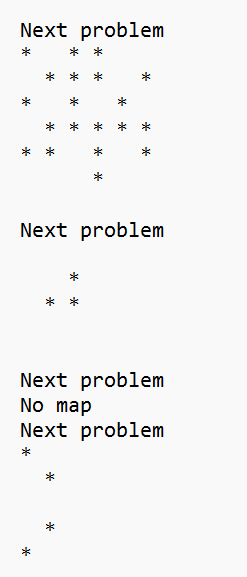 Next problem
*   * *
  * * *   *
*   *   *
  * * * * *
* *   *   *
      *

Next problem

    *
  * *


Next problem
No map
Next problem
*
  *

  *
*